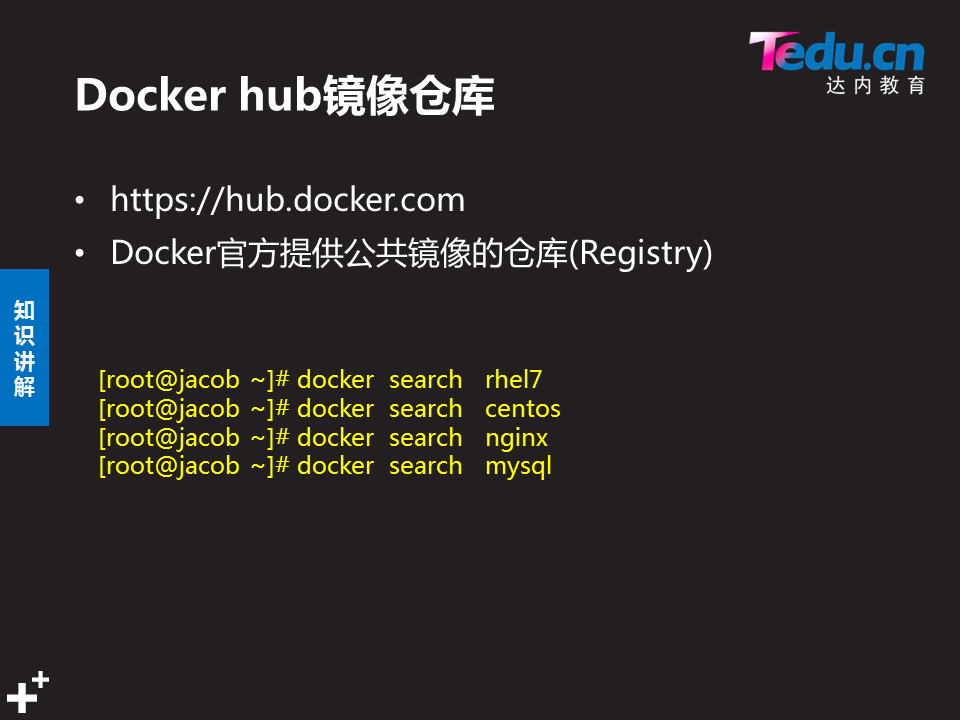 Tedu.cn
达内教育
Docker hub镜像仓库
• https://hub.docker.com
• Docker官方提供公共镜像的仓库(Registry)
知识讲解
[root@jacob ~]# docker search rhel7
[root@jacob ~]# docker search centos
[root@jacob ~]# docker search nginx
[root@jacob ~]# docker search mysql